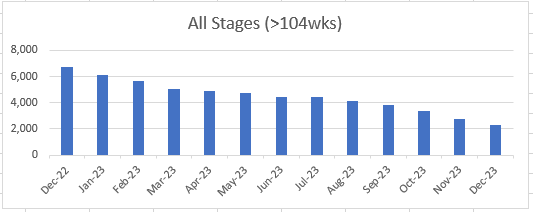 All Stages (>104wks)
8,000
6,000
4,000
2,000
0
Dec-22 Jan-23 Feb-23 Mar-23 Apr-23 May-23 Jun-23 Jul-23 Aug-23 Sep-23 Oct-23 Nov-23 Dec-23